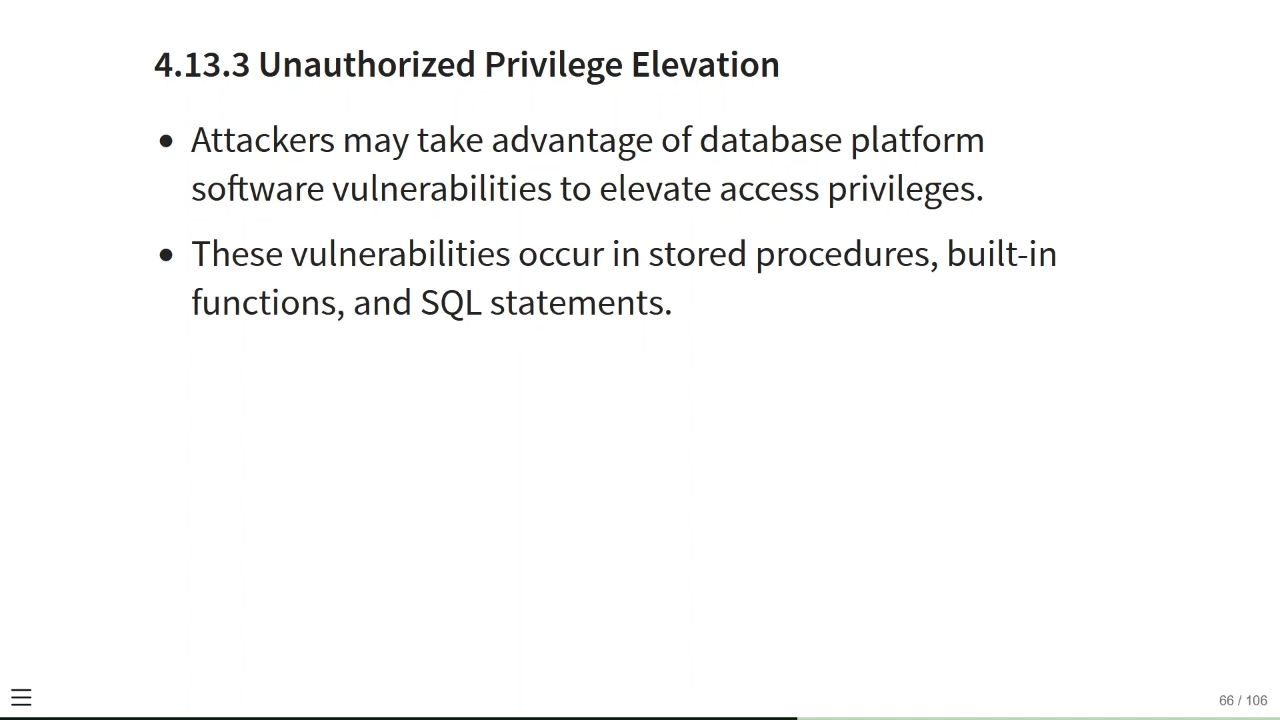 4.13.3 Unauthorized Privilege Elevation
• Attackers may take advantage of database platform
software vulnerabilities to elevate access privileges.
• These vulnerabilities occur in stored procedures, built-in
functions, and SQL statements.
66 / 106